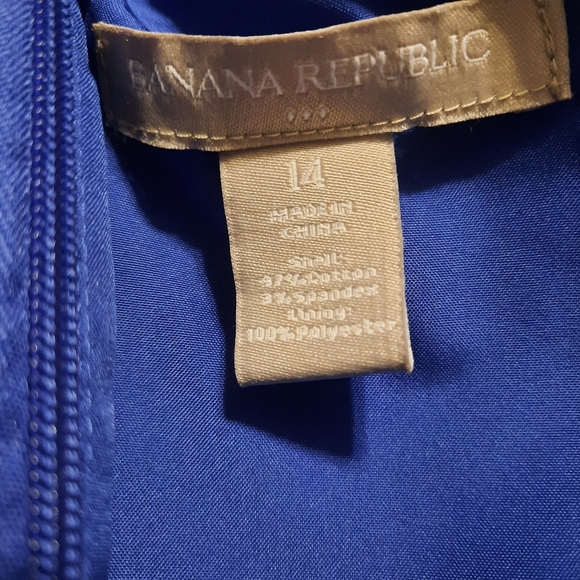 BANANA REPUBLIC
14
MADE IN
CHINA
Shell:
97% Cotton
3% Spandex
Lining:
100% Polyester